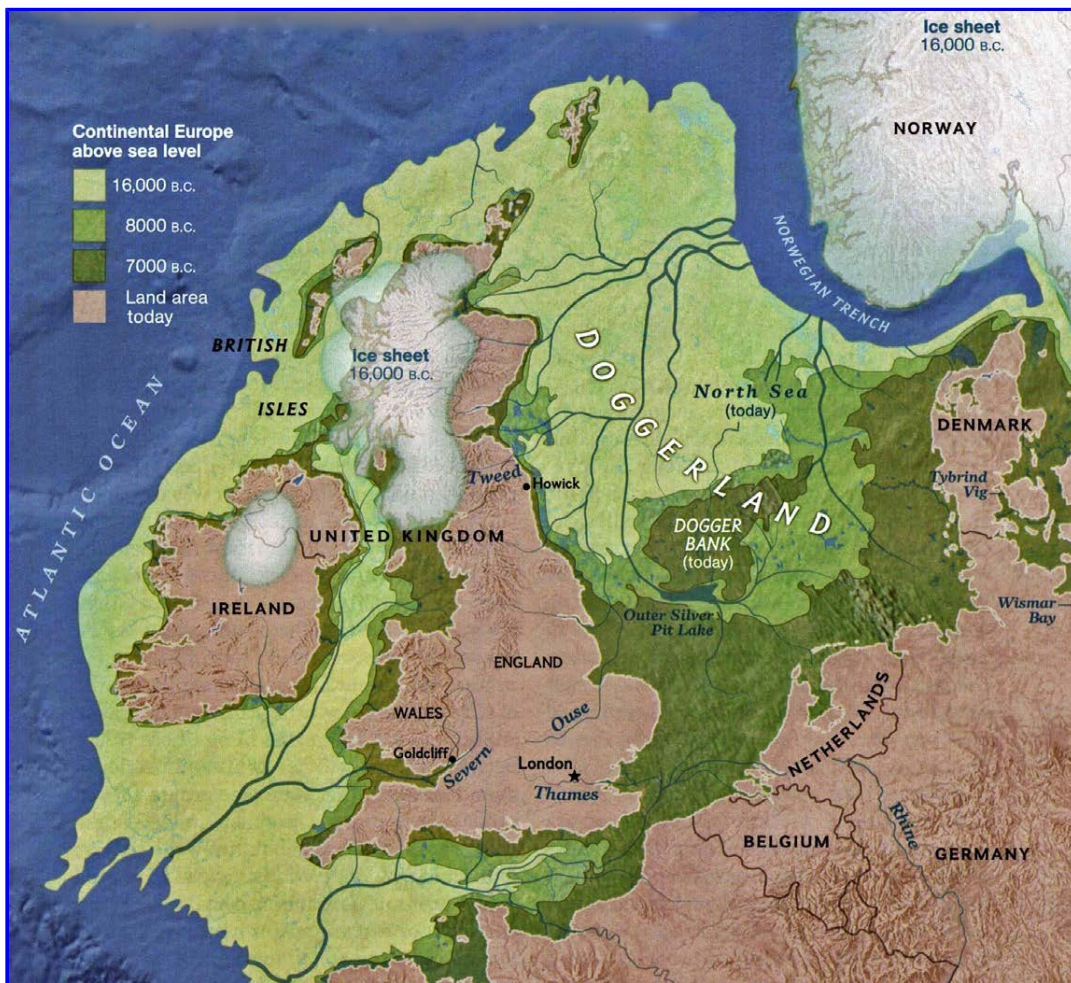 Ice sheet
16,000 B.C.
NORWAY
Continental Europe
above sea level
16,000 B.C.
8000 B.C.
7000 B.C.
Land area
today
NORWEGIAN TRENCH
BRITISH
ISLES
Ice sheet
16,000 B.C.
ATLANTIC OCEAN
DOGGERLAND
North Sea
(today)
DENMARK
Tybrind
Vig
Tweed
Howick
UNITED KINGDOM
DOGGER
BANK
(today)
IRELAND
Outer Silver
Pit Lake
Wismar
Bay
ENGLAND
WALES
Ouse
NETHERLANDS
Goldcliff
Severn
London
Thames
Rhine
BELGIUM
GERMANY